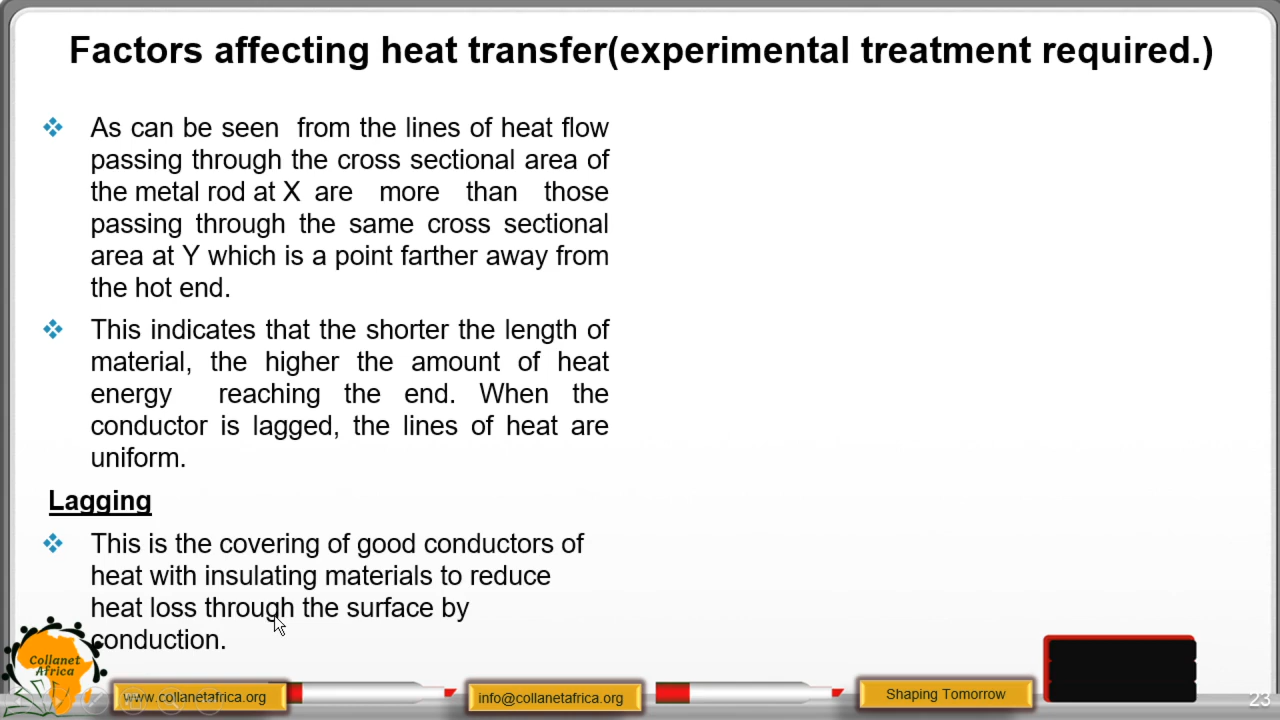 Factors affecting heat transfer(experimental treatment required.)
As can be seen from the lines of heat flow
passing through the cross sectional area of
the metal rod at X are more than those
passing through the same cross sectional
area at Y which is a point farther away from
the hot end.
This indicates that the shorter the length of
material, the higher the amount of heat
energy reaching the end. When the
conductor is lagged, the lines of heat are
uniform.
Lagging
This is the covering of good conductors of
heat with insulating materials to reduce
heat loss through the surface by
conduction.
Collanet
Africa
www.collanetafrica.org
info@collanetafrica.org
Shaping Tomorrow
23